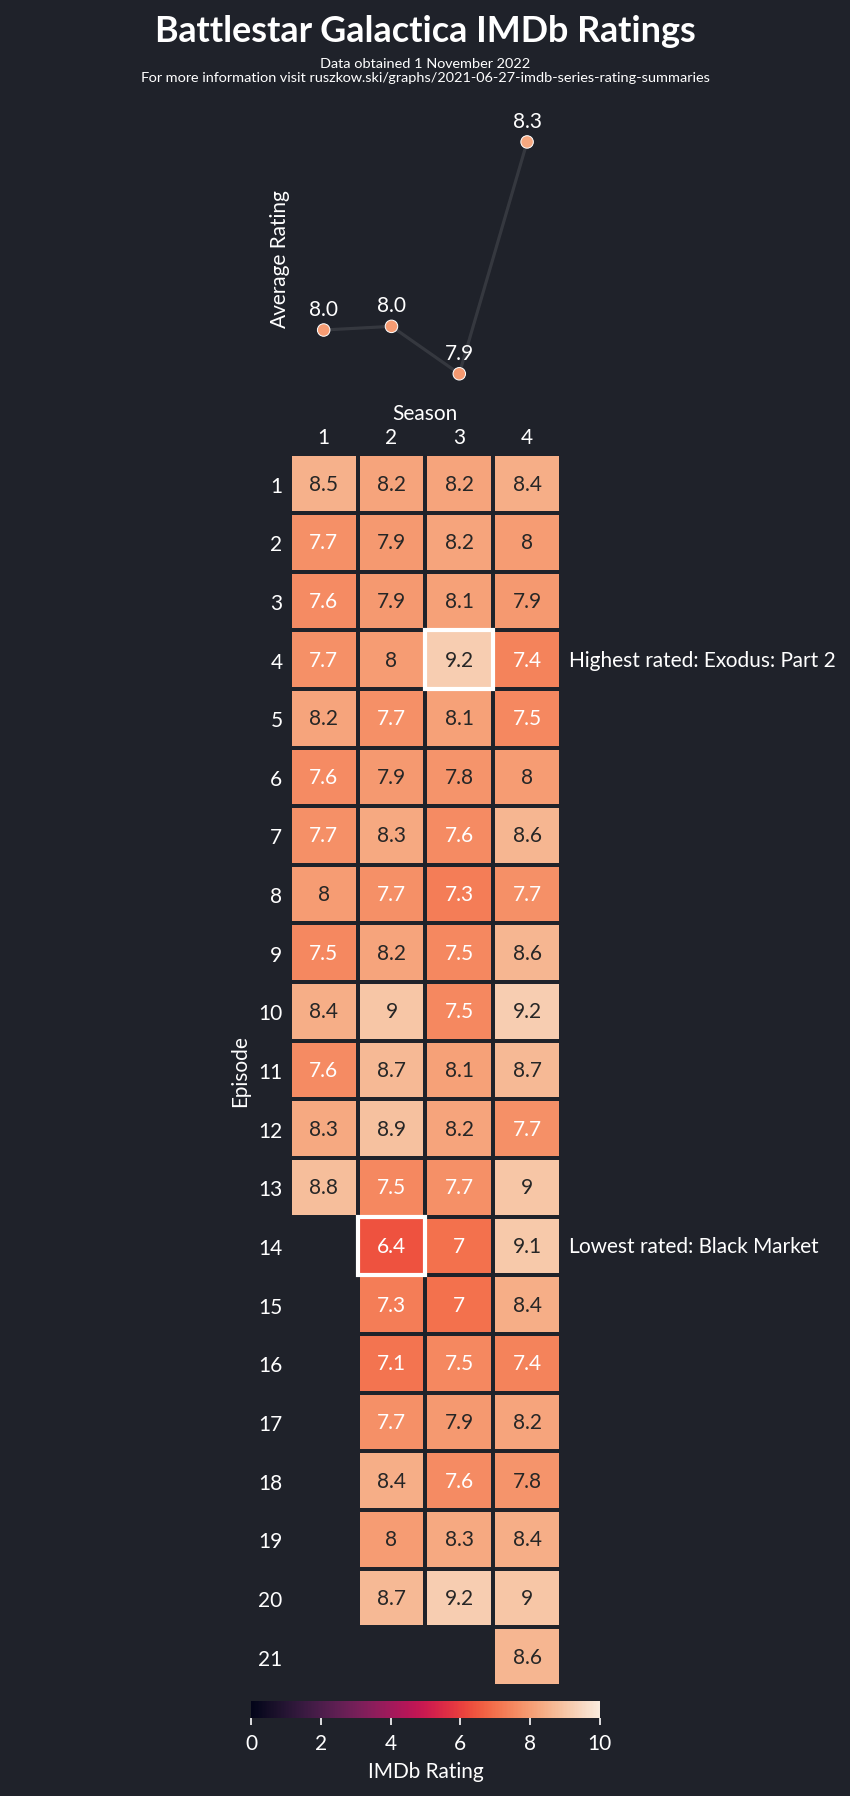 Battlestar Galactica IMDb Ratings
Data obtained 1 November 2022
For more information visit ruszkow.ski/graphs/2021-06-27-imdb-series-rating-summaries
Average Rating
8.0 8.0 7.9 8.3
Season
1 2 3 4
Episode
1 8.5 8.2 8.2 8.4
2 7.7 7.9 8.2 8
3 7.6 7.9 8.1 7.9
4 7.7 8 9.2 7.4 Highest rated: Exodus: Part 2
5 8.2 7.7 8.1 7.5
6 7.6 7.9 7.8 8
7 7.7 8.3 7.6 8.6
8 8 7.7 7.3 7.7
9 7.5 8.2 7.5 8.6
10 8.4 9 7.5 9.2
11 7.6 8.7 8.1 8.7
12 8.3 8.9 8.2 7.7
13 8.8 7.5 7.7 9
14 6.4 7 9.1 Lowest rated: Black Market
15 7.3 7 8.4
16 7.1 7.5 7.4
17 7.7 7.9 8.2
18 8.4 7.6 7.8
19 8 8.3 8.4
20 8.7 9.2 9
21 8.6
0 2 4 6 8 10
IMDb Rating